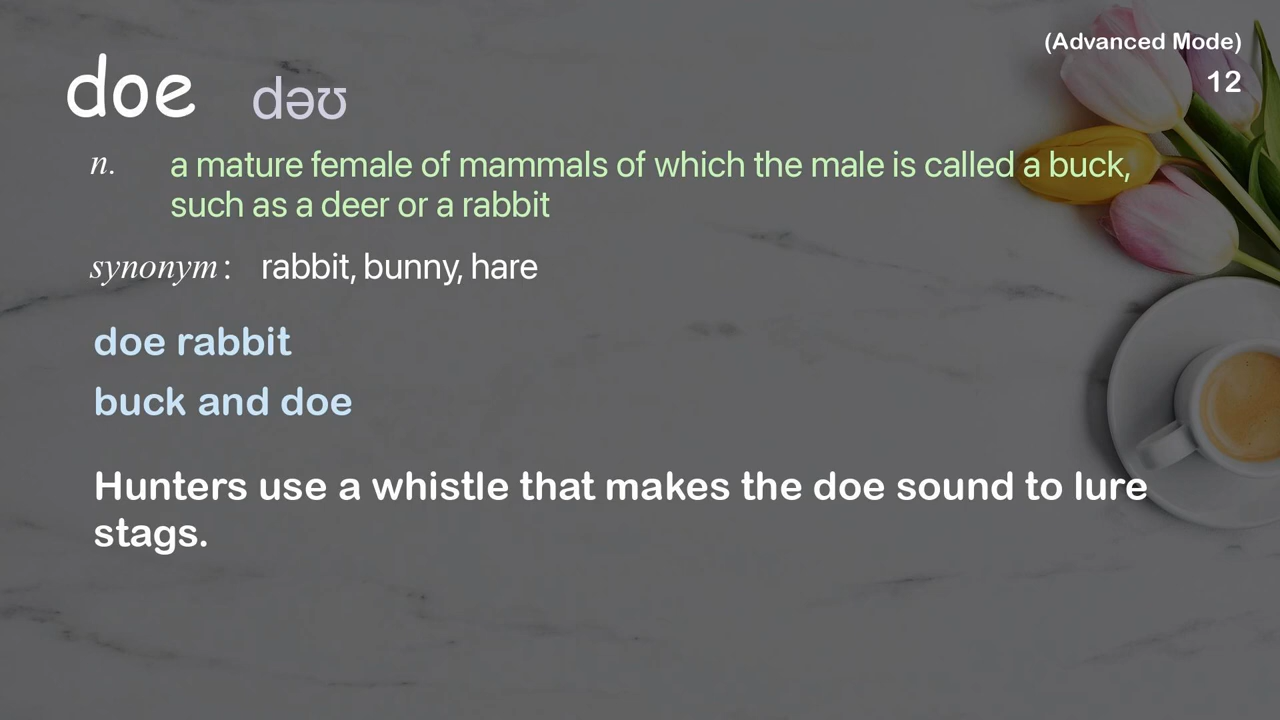 (Advanced Mode)
12
doe dəʊ
n. a mature female of mammals of which the male is called a buck,
such as a deer or a rabbit
synonym: rabbit, bunny, hare
doe rabbit
buck and doe
Hunters use a whistle that makes the doe sound to lure
stags.